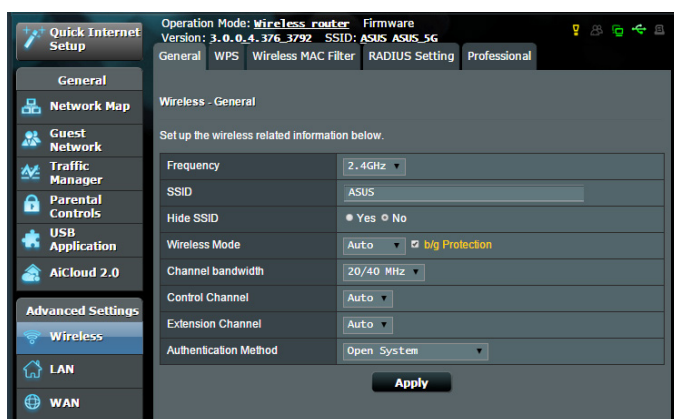 Quick Internet
Setup
Operation Mode: Wireless router Firmware
Version: 3.0.0.4.376_3792 SSID: ASUS ASUS_5G
General WPS Wireless MAC Filter RADIUS Setting Professional
General
Network Map
Guest
Network
Traffic
Manager
Parental
Controls
USB
Application
AiCloud 2.0
Advanced Settings
Wireless
LAN
WAN
Wireless - General
Set up the wireless related information below.
Frequency 2.4GHz
SSID ASUS
Hide SSID Yes No
Wireless Mode Auto b/g Protection
Channel bandwidth 20/40 MHz
Control Channel Auto
Extension Channel Auto
Authentication Method Open System
Apply